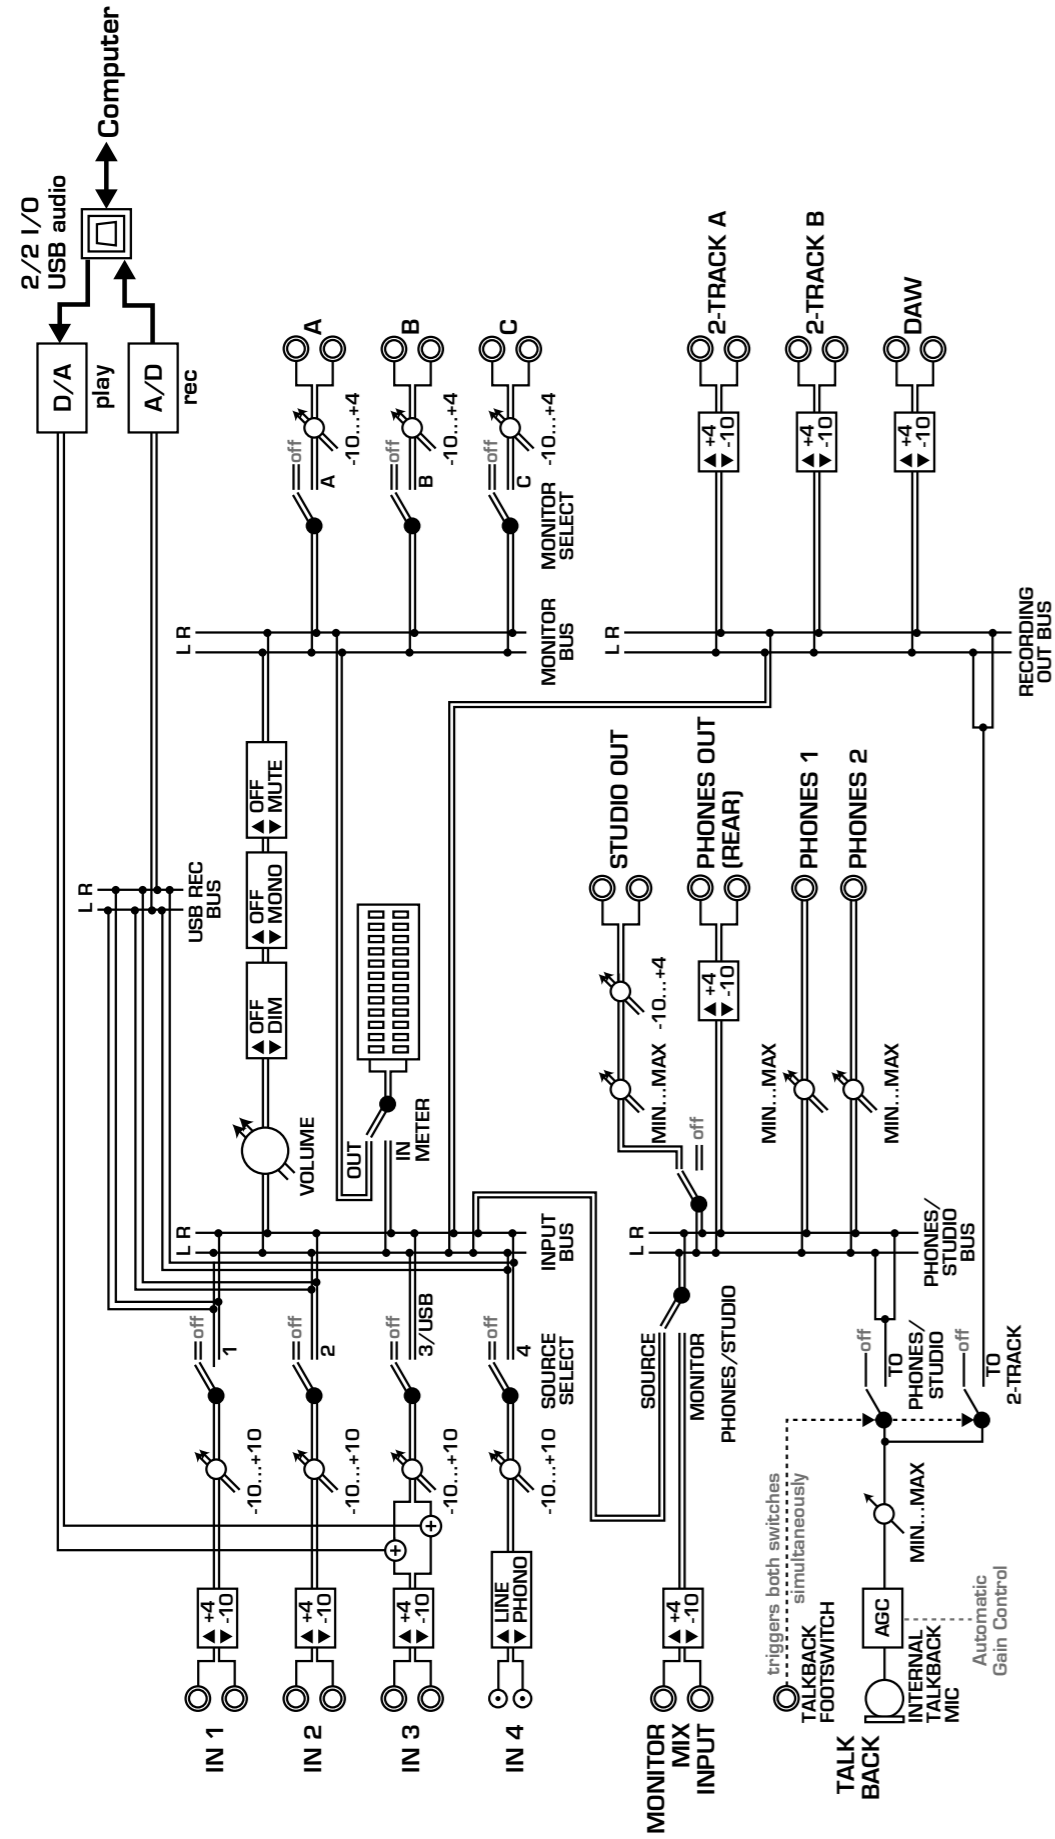 IN 1
+4
-10
-10...+10
off
1
IN 2
+4
-10
-10...+10
off
2
IN 3
+4
-10
-10...+10
off
3/USB
IN 4
LINE
PHONO
-10...+10
off
4
SOURCE
SELECT
L R
INPUT
BUS
VOLUME
OFF
DIM
OFF
MONO
OFF
MUTE
OUT
IN
METER
L R
USB REC
BUS
L R
MONITOR
BUS
off
A
-10...+4
A
off
B
-10...+4
B
off
C
-10...+4
C
MONITOR
SELECT
D/A
play
A/D
rec
2/2 I/O
USB audio
Computer
MONITOR
MIX
INPUT
+4
-10
SOURCE
MONITOR
PHONES/STUDIO
L R
PHONES/
STUDIO
BUS
off
MIN...MAX
-10...+4
STUDIO OUT
+4
-10
PHONES OUT
(REAR)
MIN...MAX
PHONES 1
MIN...MAX
PHONES 2
L R
RECORDING
OUT BUS
+4
-10
2-TRACK A
+4
-10
2-TRACK B
+4
-10
DAW
triggers both switches
simultaneously
TALKBACK
FOOTSWITCH
TALK
BACK
INTERNAL
TALKBACK
MIC
AGC
Automatic
Gain Control
MIN...MAX
off
TO
PHONES/
STUDIO
off
TO
2-TRACK